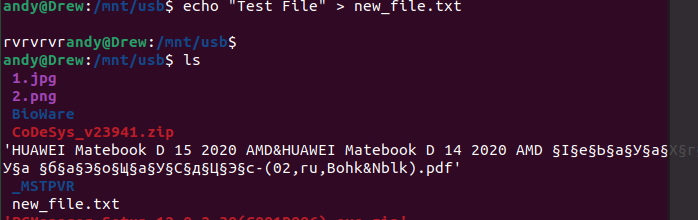 andy@Drew:/mnt/usb$ echo "Test File" > new_file.txt
rvrvrvrandy@Drew:/mnt/usb$
andy@Drew:/mnt/usb$ ls
1.jpg
2.png
BioWare
CoDeSys_v23941.zip
'HUAWEI Matebook D 15 2020 AMD&HUAWEI Matebook D 14 2020 AMD §I§e§Ь§a§У§a§X§г
У§а §б§а§Э§о§Щ§а§У§С§д§Ц§Э§с-(02,ru,Bohk&Nblk).pdf'
_MSTPVR
new_file.txt